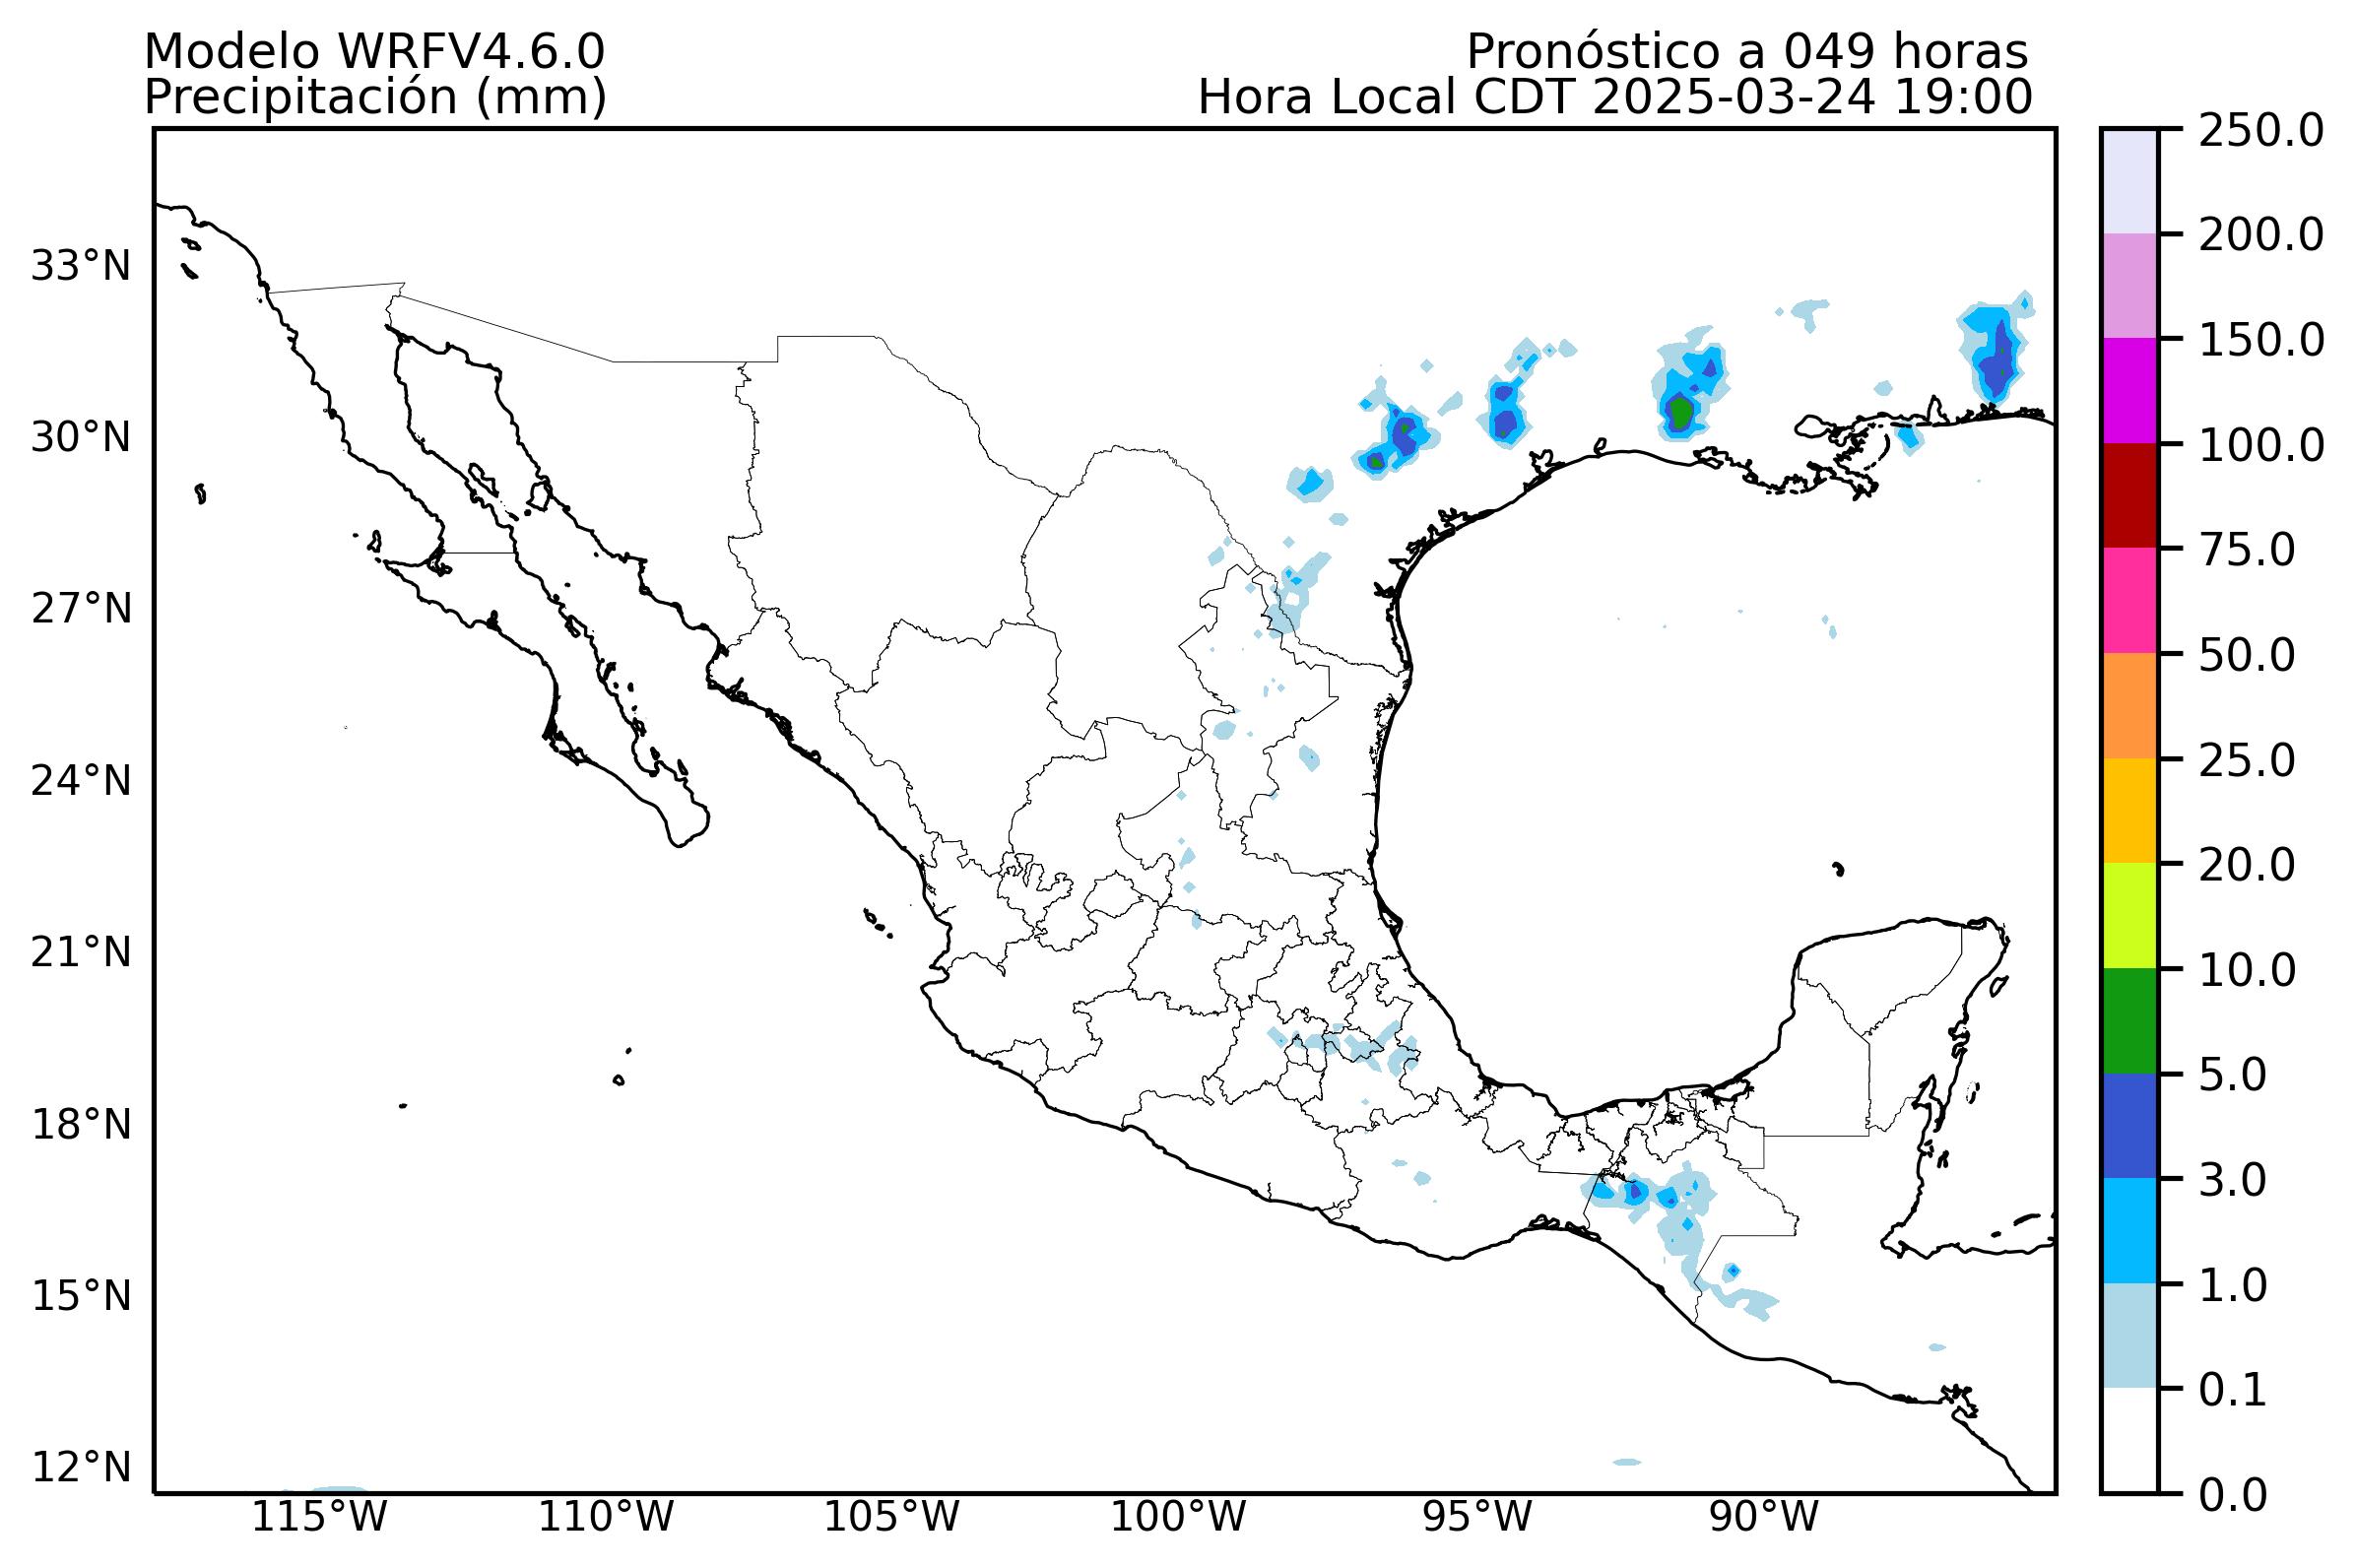 Modelo WRFV4.6.0
Precipitación (mm)
Pronóstico a 049 horas
Hora Local CDT 2025-03-24 19:00
33°N
30°N
27°N
24°N
21°N
18°N
15°N
12°N
115°W
110°W
105°W
100°W
95°W
90°W
250.0
200.0
150.0
100.0
75.0
50.0
25.0
20.0
10.0
5.0
3.0
1.0
0.1
0.0